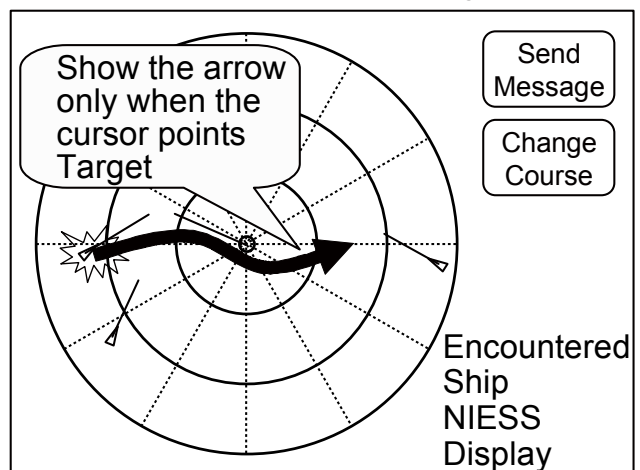 Show the arrow
only when the
cursor points
Target
Send
Message
Change
Course
Encountered
Ship
NIESS
Display